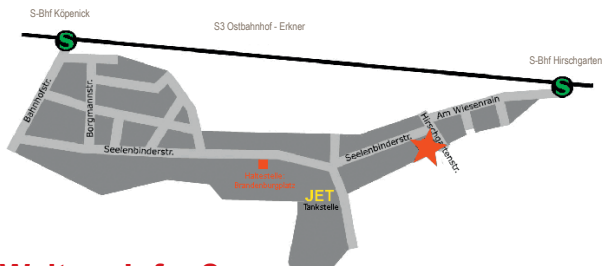 S-Bhf Köpenick
S3 Ostbahnhof - Erkner
S-Bhf Hirschgarten
S
S
Bahnhofstr.
Borgmannstr.
Am Wiesenrain
Hirschgartenstr.
Seelenbinderstr.
Seelenbinderstr.
JET
Tankstelle